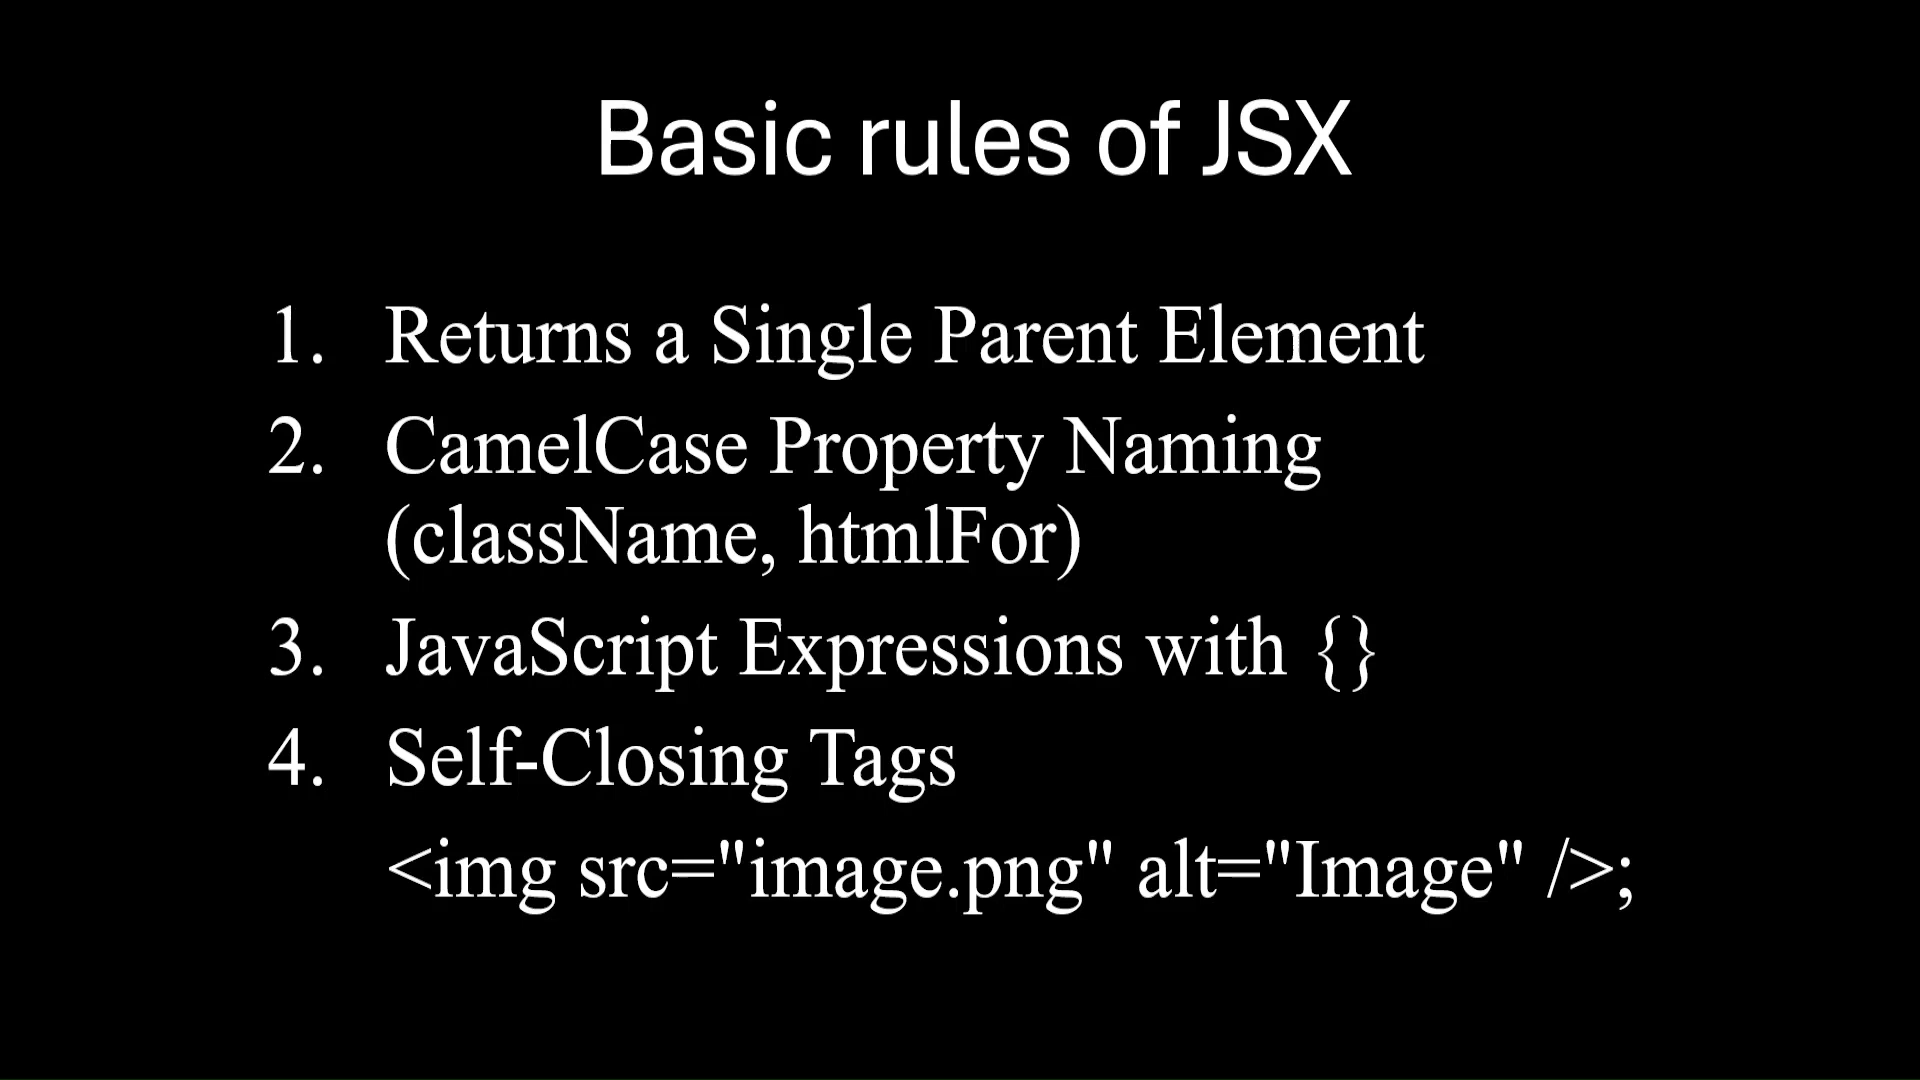 Basic rules of JSX
1. Returns a Single Parent Element
2. CamelCase Property Naming
(className, htmlFor)
3. JavaScript Expressions with {}
4. Self-Closing Tags
<img src="image.png" alt="Image" />;